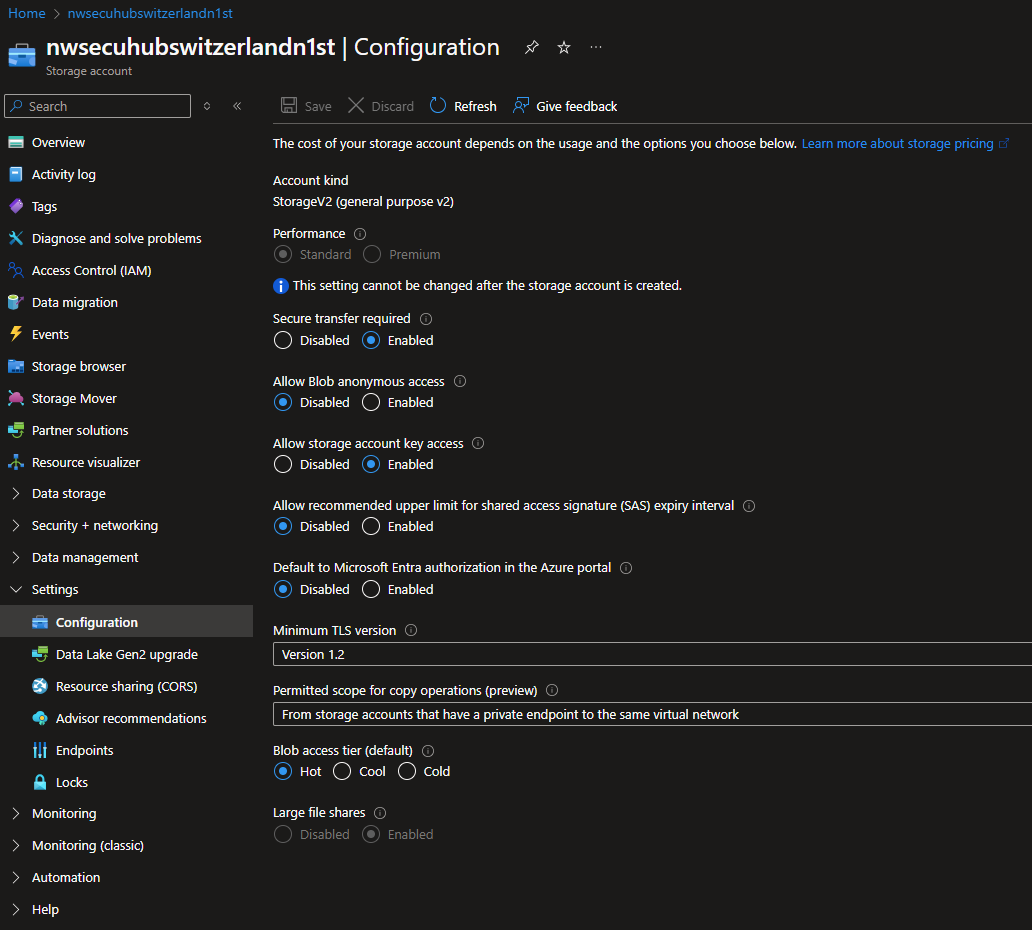 Home > nwsecuhubswitzerlandn1st
nwsecuhubswitzerlandn1st | Configuration
Storage account
Search
Save Discard Refresh Give feedback
Overview
Activity log
Tags
Diagnose and solve problems
Access Control (IAM)
Data migration
Events
Storage browser
Storage Mover
Partner solutions
Resource visualizer
Data storage
Security + networking
Data management
Settings
Configuration
Data Lake Gen2 upgrade
Resource sharing (CORS)
Advisor recommendations
Endpoints
Locks
Monitoring
Monitoring (classic)
Automation
Help
The cost of your storage account depends on the usage and the options you choose below. Learn more about storage pricing
Account kind
StorageV2 (general purpose v2)
Performance
Standard Premium
This setting cannot be changed after the storage account is created.
Secure transfer required
Disabled Enabled
Allow Blob anonymous access
Disabled Enabled
Allow storage account key access
Disabled Enabled
Allow recommended upper limit for shared access signature (SAS) expiry interval
Disabled Enabled
Default to Microsoft Entra authorization in the Azure portal
Disabled Enabled
Minimum TLS version
Version 1.2
Permitted scope for copy operations (preview)
From storage accounts that have a private endpoint to the same virtual network
Blob access tier (default)
Hot Cool Cold
Large file shares
Disabled Enabled